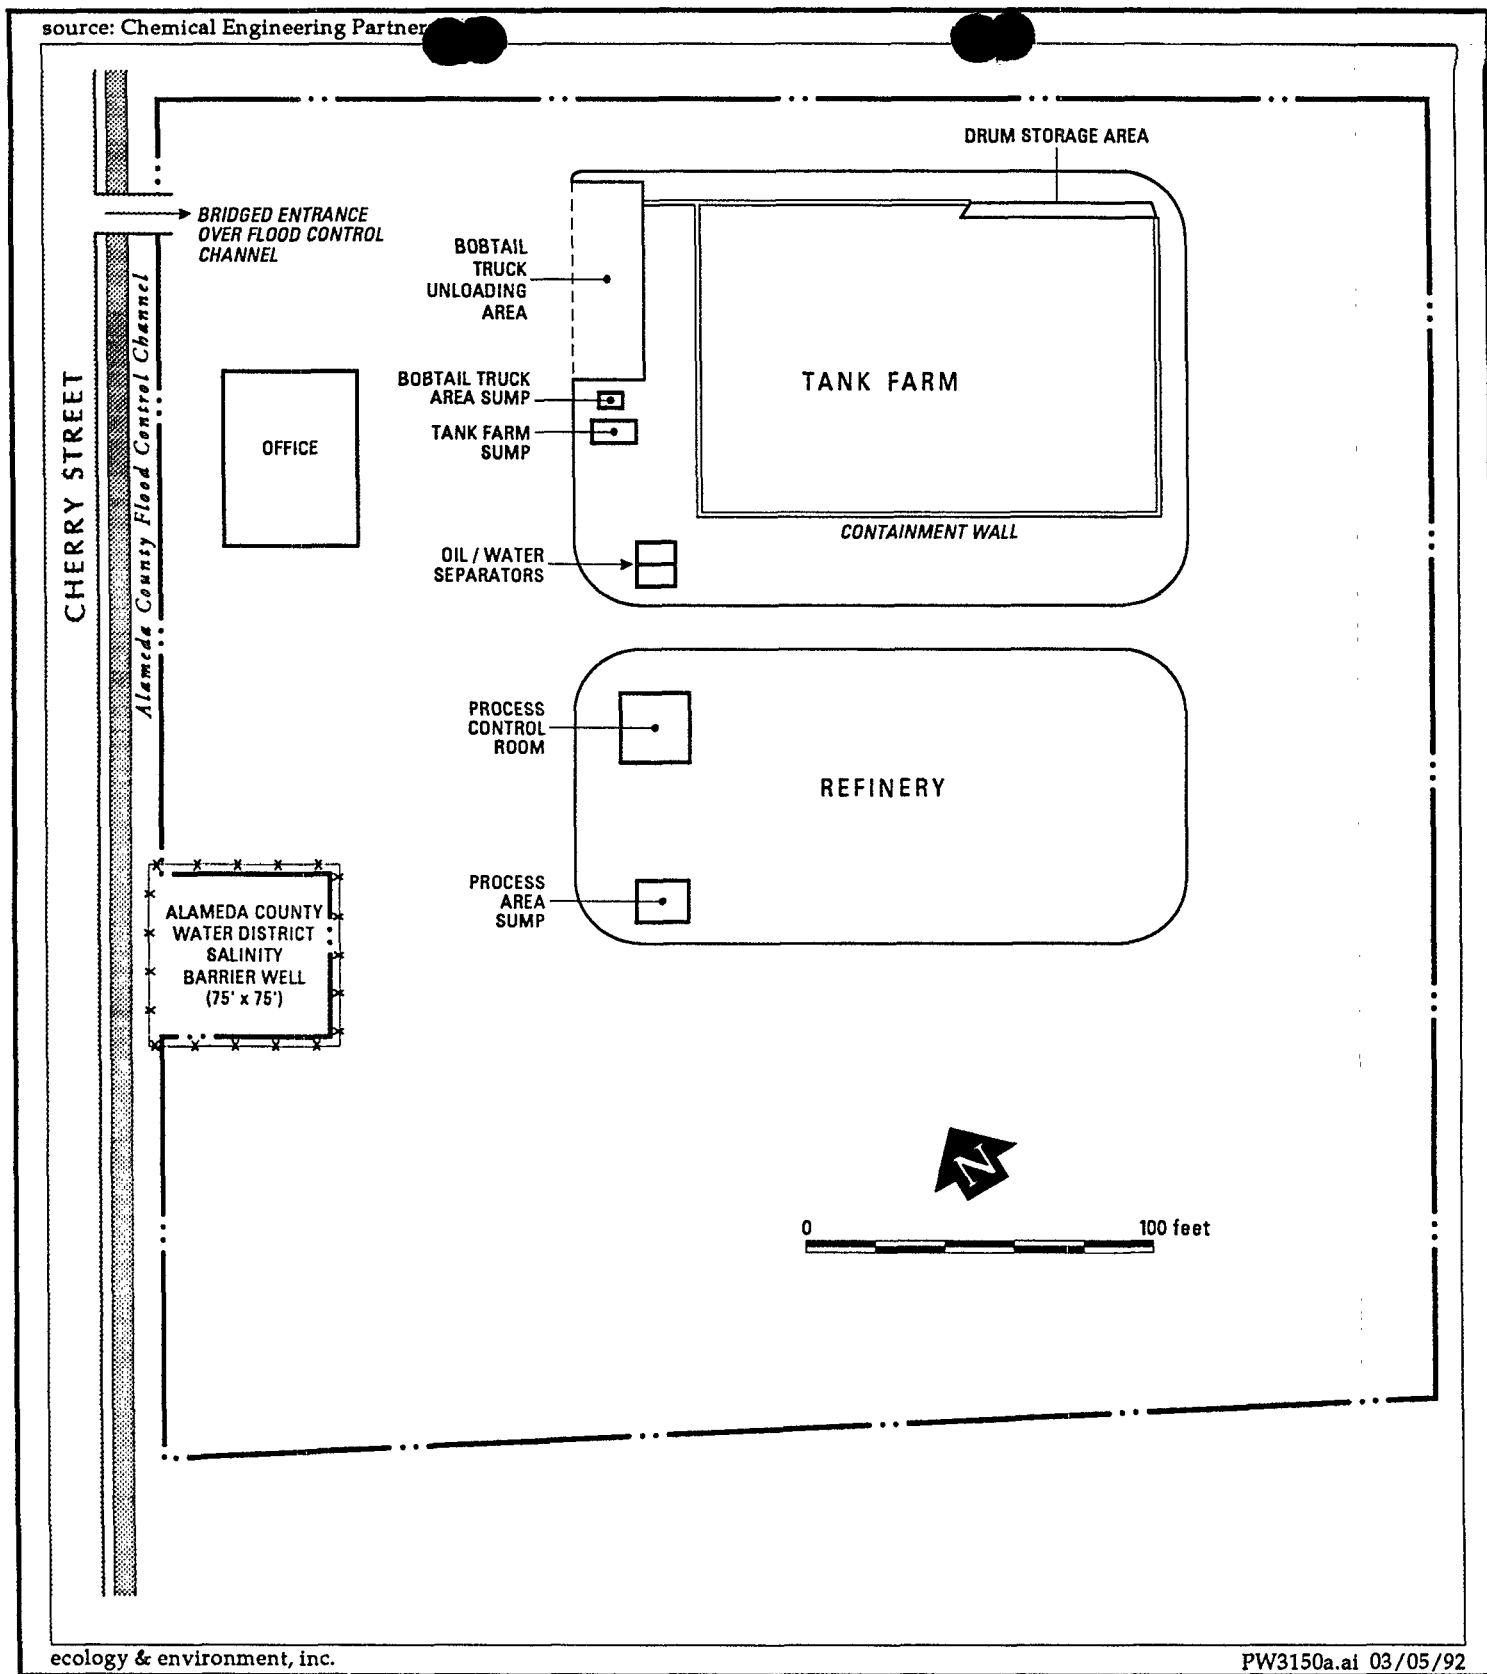 source: Chemical Engineering Partner
DRUM STORAGE AREA
BRIDGED ENTRANCE
OVER FLOOD CONTROL
CHANNEL
BOBTAIL
TRUCK
UNLOADING
AREA
CHERRY STREET
Alameda County Flood Control Channel
OFFICE
BOBTAIL TRUCK
AREA SUMP
TANK FARM
SUMP
TANK FARM
CONTAINMENT WALL
OIL / WATER
SEPARATORS
PROCESS
CONTROL
ROOM
REFINERY
PROCESS
AREA
SUMP
ALAMEDA COUNTY
WATER DISTRICT
SALINITY
BARRIER WELL
(75' x 75')
N
0 100 feet
ecology & environment, inc.
PW3150a.ai 03/05/92